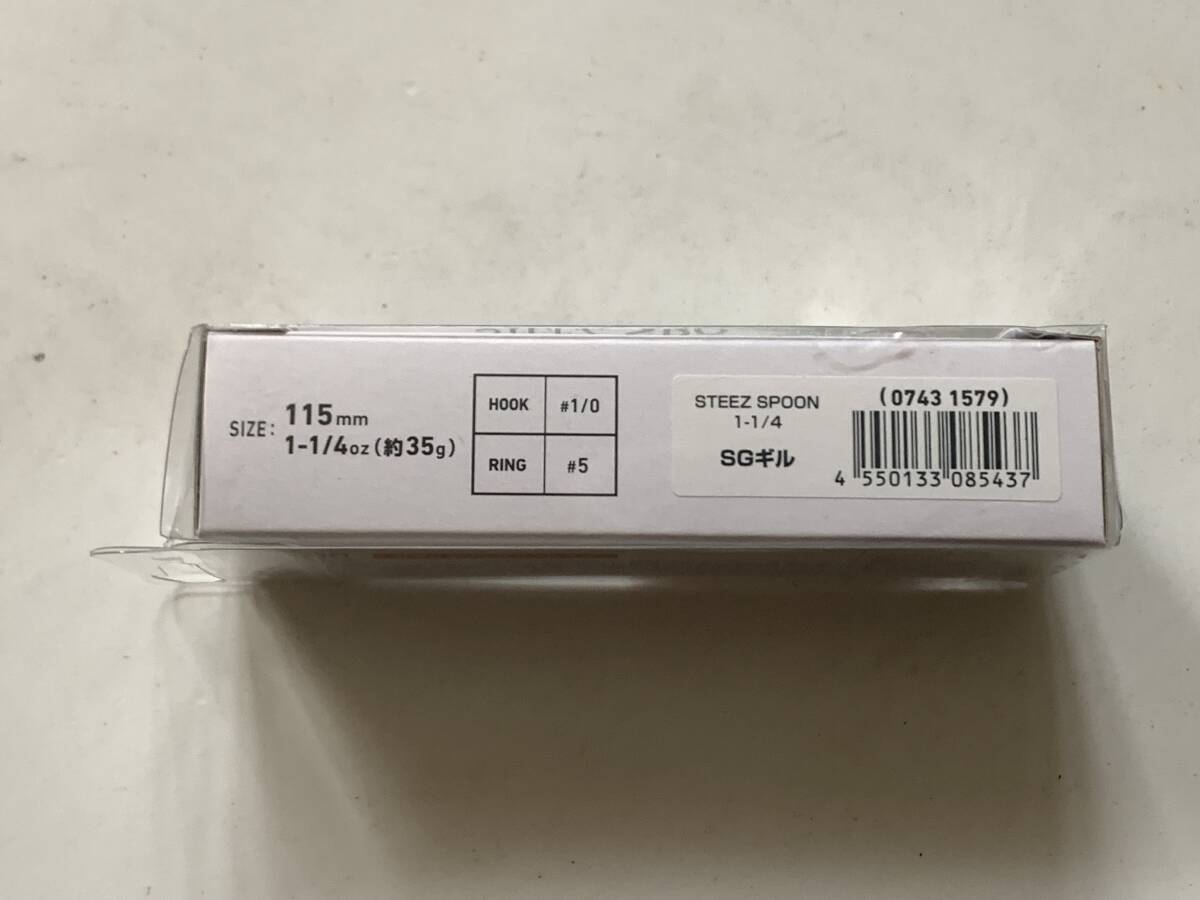 SIZE: 115mm
1-1/4oz (約35g)
HOOK #1/0
RING #5
STEEZ SPOON
1-1/4
SGギル
(0743 1579)
4 550133 085437